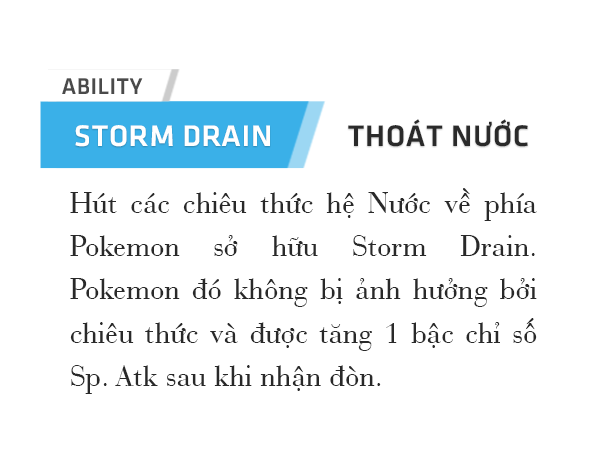 ABILITY
STORM DRAIN THOÁT NƯỚC
Hút các chiêu thức hệ Nước về phía
Pokemon sở hữu Storm Drain.
Pokemon đó không bị ảnh hưởng bởi
chiêu thức và được tăng 1 bậc chỉ số
Sp. Atk sau khi nhận đòn.